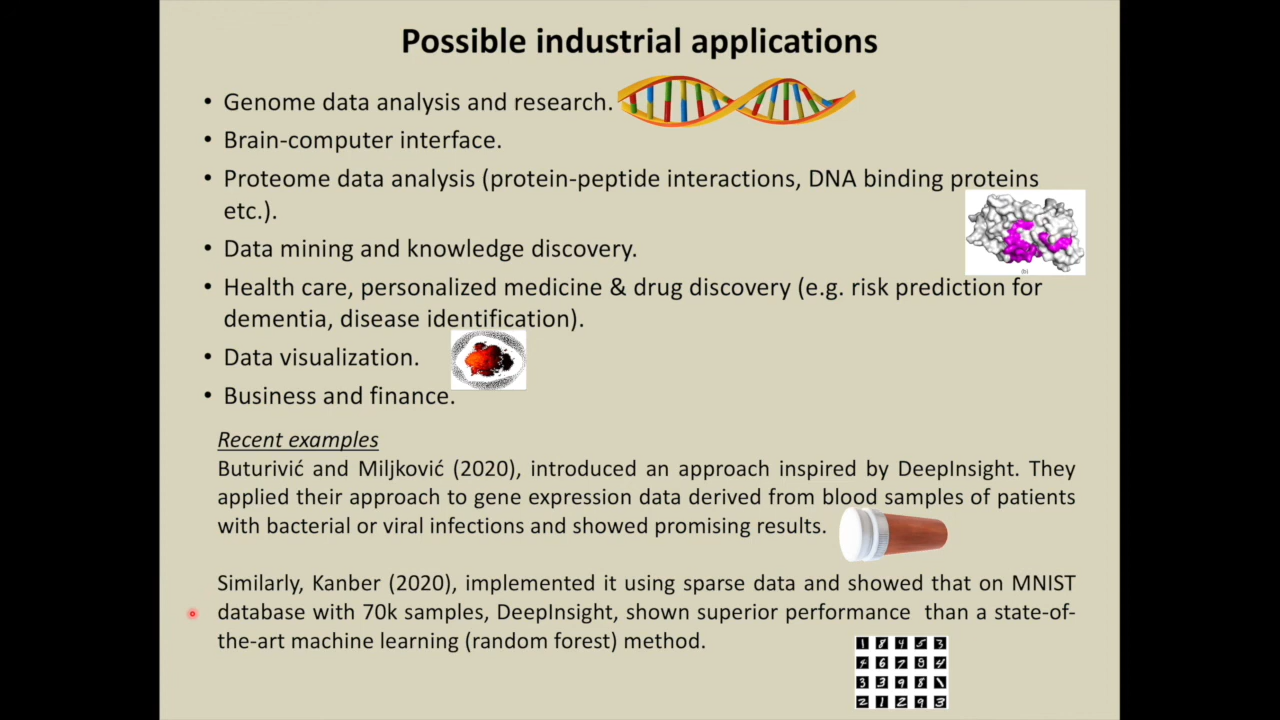 Possible industrial applications
• Genome data analysis and research.
• Brain-computer interface.
• Proteome data analysis (protein-peptide interactions, DNA binding proteins
etc.).
• Data mining and knowledge discovery.
• Health care, personalized medicine & drug discovery (e.g. risk prediction for
dementia, disease identification).
• Data visualization.
• Business and finance.
Recent examples
Buturivić and Miljković (2020), introduced an approach inspired by DeepInsight. They
applied their approach to gene expression data derived from blood samples of patients
with bacterial or viral infections and showed promising results.
Similarly, Kanber (2020), implemented it using sparse data and showed that on MNIST
database with 70k samples, DeepInsight, shown superior performance than a state-of-
the-art machine learning (random forest) method.